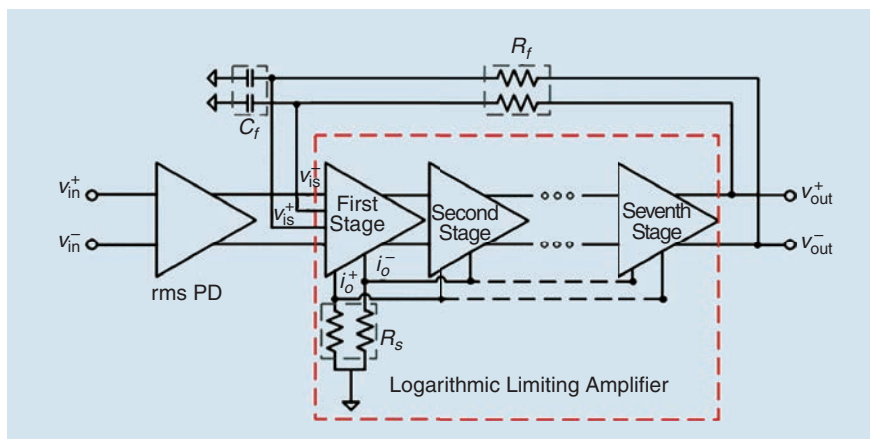 R_f
C_f
v_in^+
v_is^-
v_is^+
First
Stage
Second
Stage
Seventh
Stage
v_out^+
v_in^-
v_out^-
rms PD
i_o^+
i_o^-
R_s
Logarithmic Limiting Amplifier